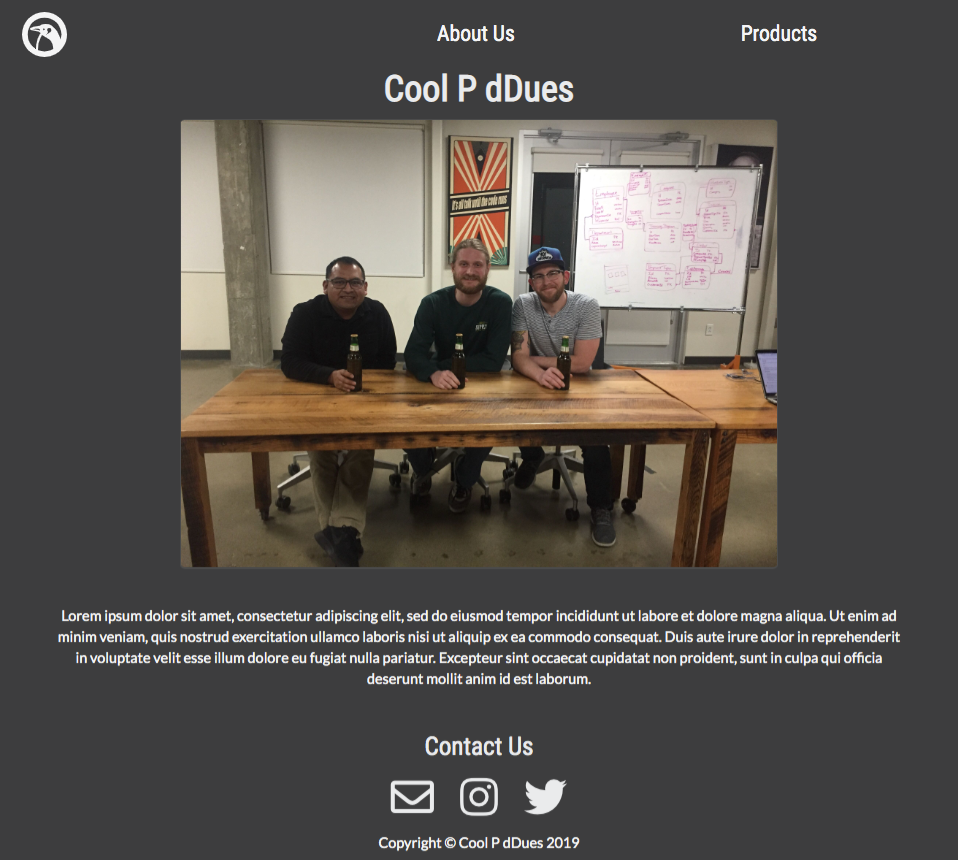 About Us
Products
Cool P dDues
It's all talk until the code runs
Lorem ipsum dolor sit amet, consectetur adipiscing elit, sed do eiusmod tempor incididunt ut labore et dolore magna aliqua. Ut enim ad
minim veniam, quis nostrud exercitation ullamco laboris nisi ut aliquip ex ea commodo consequat. Duis aute irure dolor in reprehenderit
in voluptate velit esse illum dolore eu fugiat nulla pariatur. Excepteur sint occaecat cupidatat non proident, sunt in culpa qui officia
deserunt mollit anim id est laborum.
Contact Us
Copyright © Cool P dDues 2019